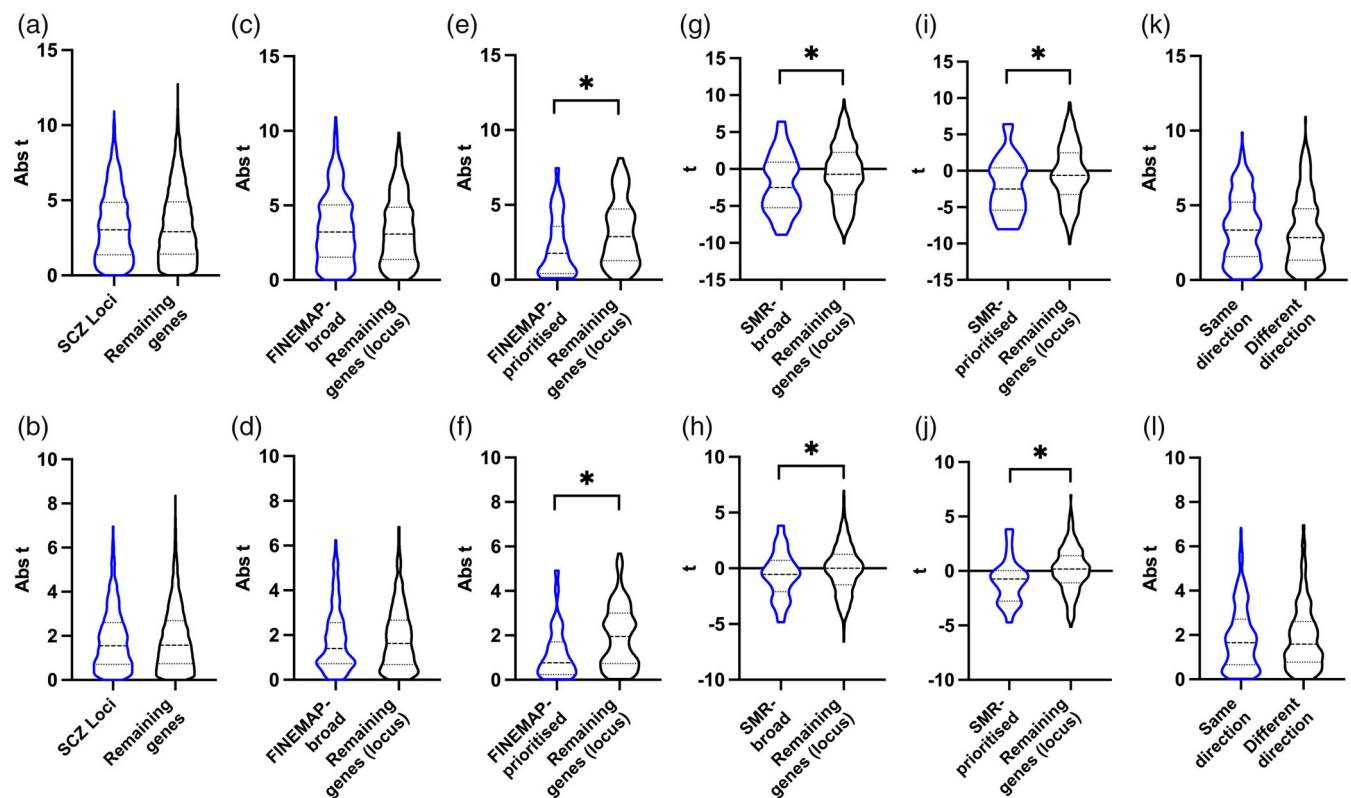 (a)
15
10
5
0
Abs t
SCZ Loci
Remaining
genes
(c)
15
10
5
0
Abs t
FINEMAP-
broad
Remaining
genes (locus)
(e)
15
10
5
0
Abs t
*
FINEMAP-
prioritised
Remaining
genes (locus)
(g)
15
10
5
0
-5
-10
-15
t
*
SMR-
broad
Remaining
genes (locus)
(i)
15
10
5
0
-5
-10
-15
t
*
SMR-
prioritised
Remaining
genes (locus)
(k)
15
10
5
0
Abs t
Same
direction
Different
direction
(b)
10
8
6
4
2
0
Abs t
SCZ Loci
Remaining
genes
(d)
10
8
6
4
2
0
Abs t
FINEMAP-
broad
Remaining
genes (locus)
(f)
10
8
6
4
2
0
Abs t
*
FINEMAP-
prioritised
Remaining
genes (locus)
(h)
10
5
0
-5
-10
t
*
SMR-
broad
Remaining
genes (locus)
(j)
10
5
0
-5
-10
t
*
SMR-
prioritised
Remaining
genes (locus)
(l)
10
8
6
4
2
0
Abs t
Same
direction
Different
direction